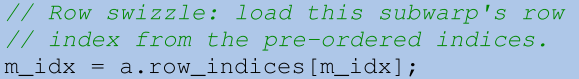 // Row swizzle: load this subwarp's row
// index from the pre-ordered indices.
m_idx = a.row_indices[m_idx];